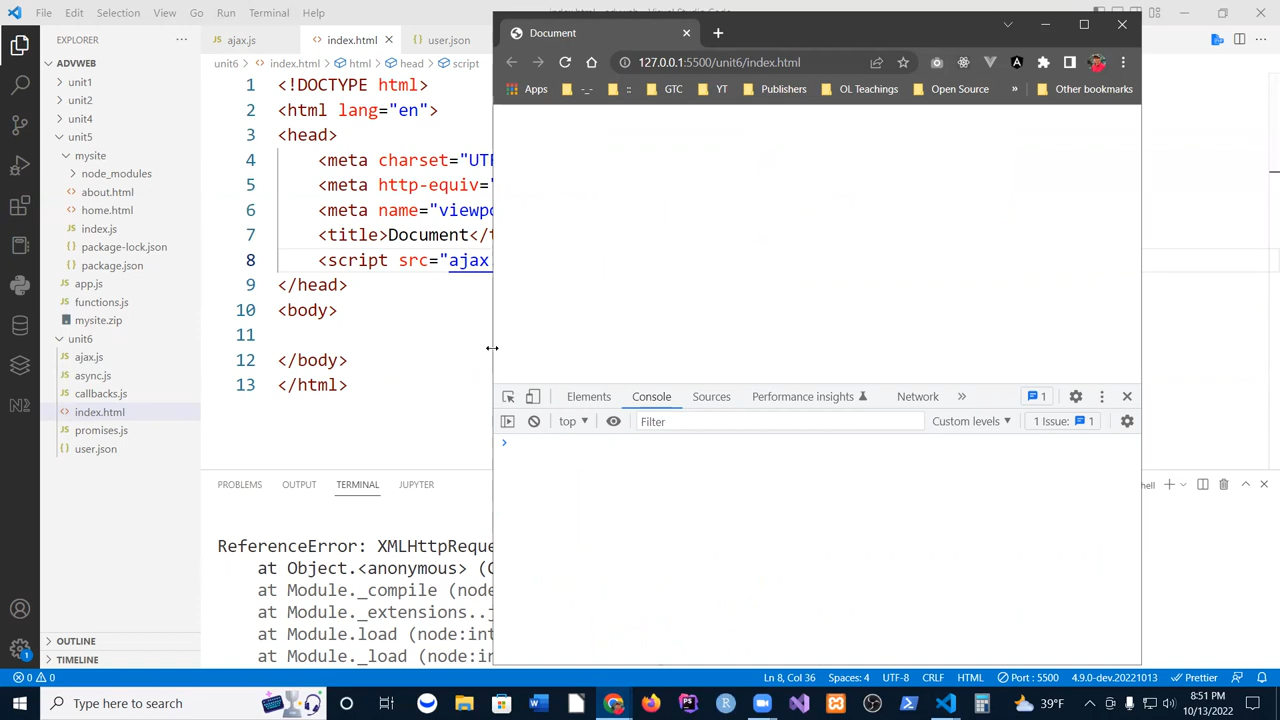 File Edit Selection View Go Run Terminal Help
EXPLORER
ADVWEB
unit1
unit2
unit4
unit5
mysite
node_modules
about.html
home.html
index.js
package-lock.json
package.json
app.js
functions.js
mysite.zip
unit6
ajax.js
async.js
callbacks.js
index.html
promises.js
user.json
OUTLINE
TIMELINE
ajax.js index.html user.json
unit6 index.html html head script
1 <!DOCTYPE html>
2 <html lang="en">
3 <head>
4 <meta charset="UTF
5 <meta http-equiv="
6 <meta name="viewpo
7 <title>Document</t
8 <script src="ajax.
9 </head>
10 <body>
11
12 </body>
13 </html>
PROBLEMS OUTPUT TERMINAL JUPYTER
ReferenceError: XMLHttpReque
at Object.<anonymous> (C
at Module._compile (node
at Module._extensions..j
at Module.load (node:int
at Module._load (node:in
Document
127.0.0.1:5500/unit6/index.html
Apps -_- :: GTC YT Publishers OL Teachings Open Source » Other bookmarks
Elements Console Sources Performance insights Network » 1
top Filter Custom levels 1 Issue: 1
0 0 Ln 8, Col 36 Spaces: 4 UTF-8 CRLF HTML Port : 5500 4.9.0-dev.20221013 Prettier
Type here to search 39°F 8:51 PM
10/13/2022